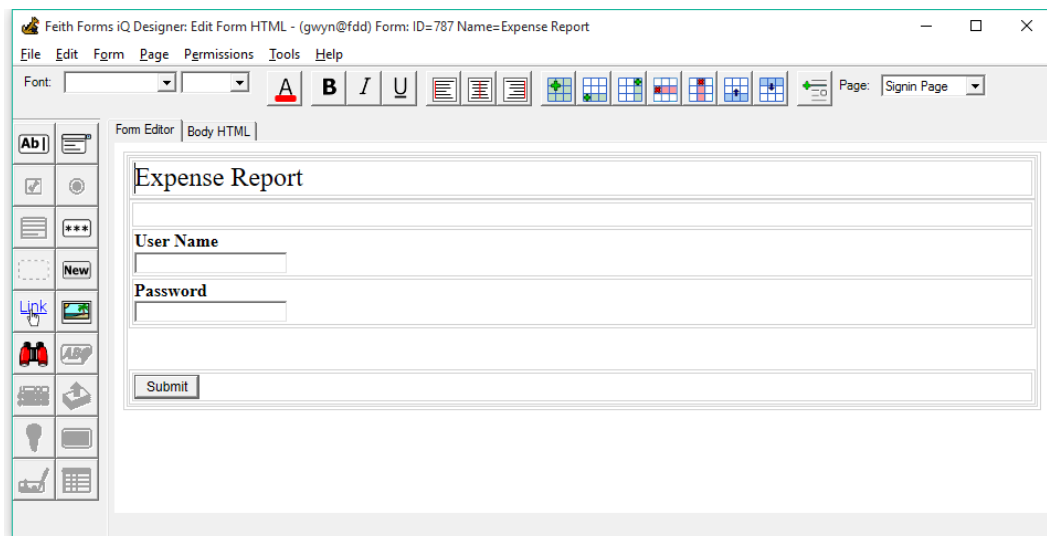 Feith Forms iQ Designer: Edit Form HTML - (gwyn@fdd) Form: ID=787 Name=Expense Report
File Edit Form Page Permissions Tools Help
Font: A B I U Page: Signin Page
Form Editor Body HTML
Ab
Expense Report
***
User Name
New
Password
Link
AB
Submit